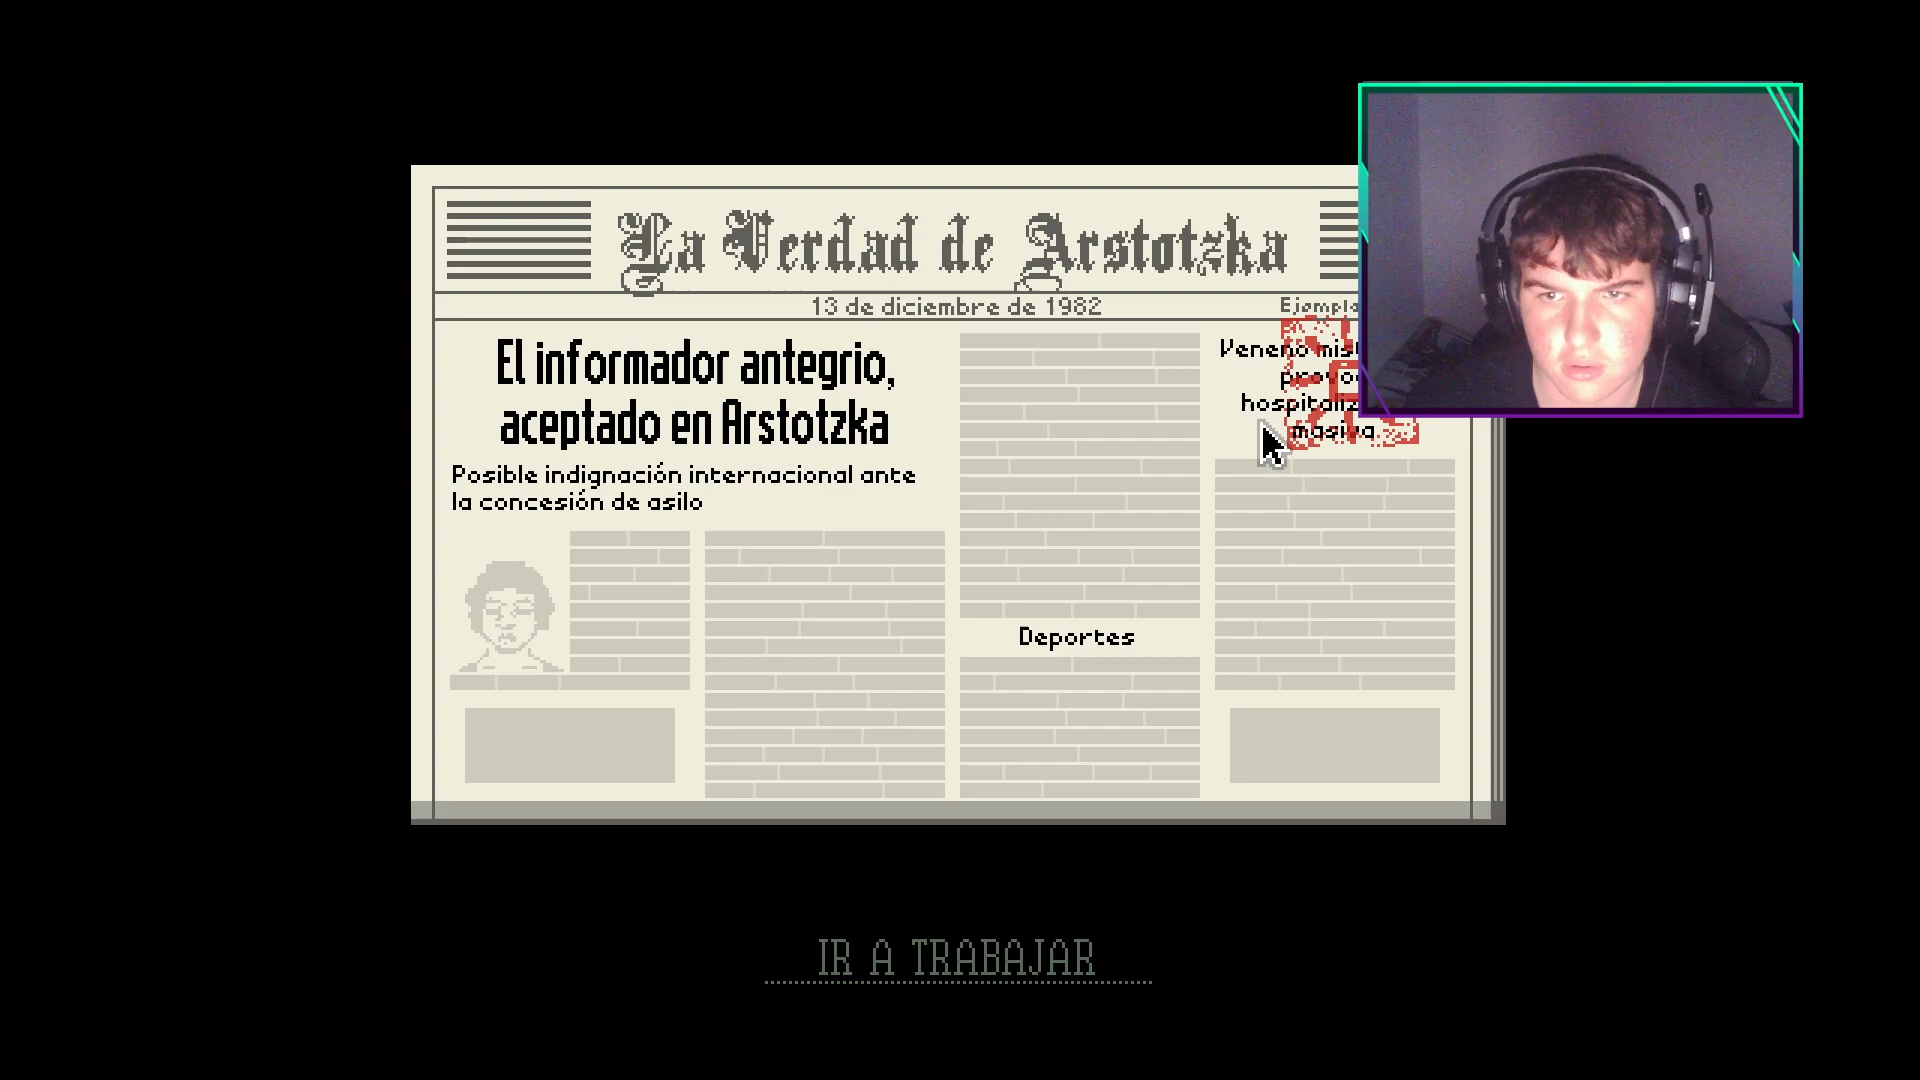 La Verdad de Arstotzka
13 de diciembre de 1982
El informador antegrio,
aceptado en Arstotzka
Posible indignación internacional ante
la concesión de asilo
Veneno
masiva
Deportes
IR A TRABAJAR